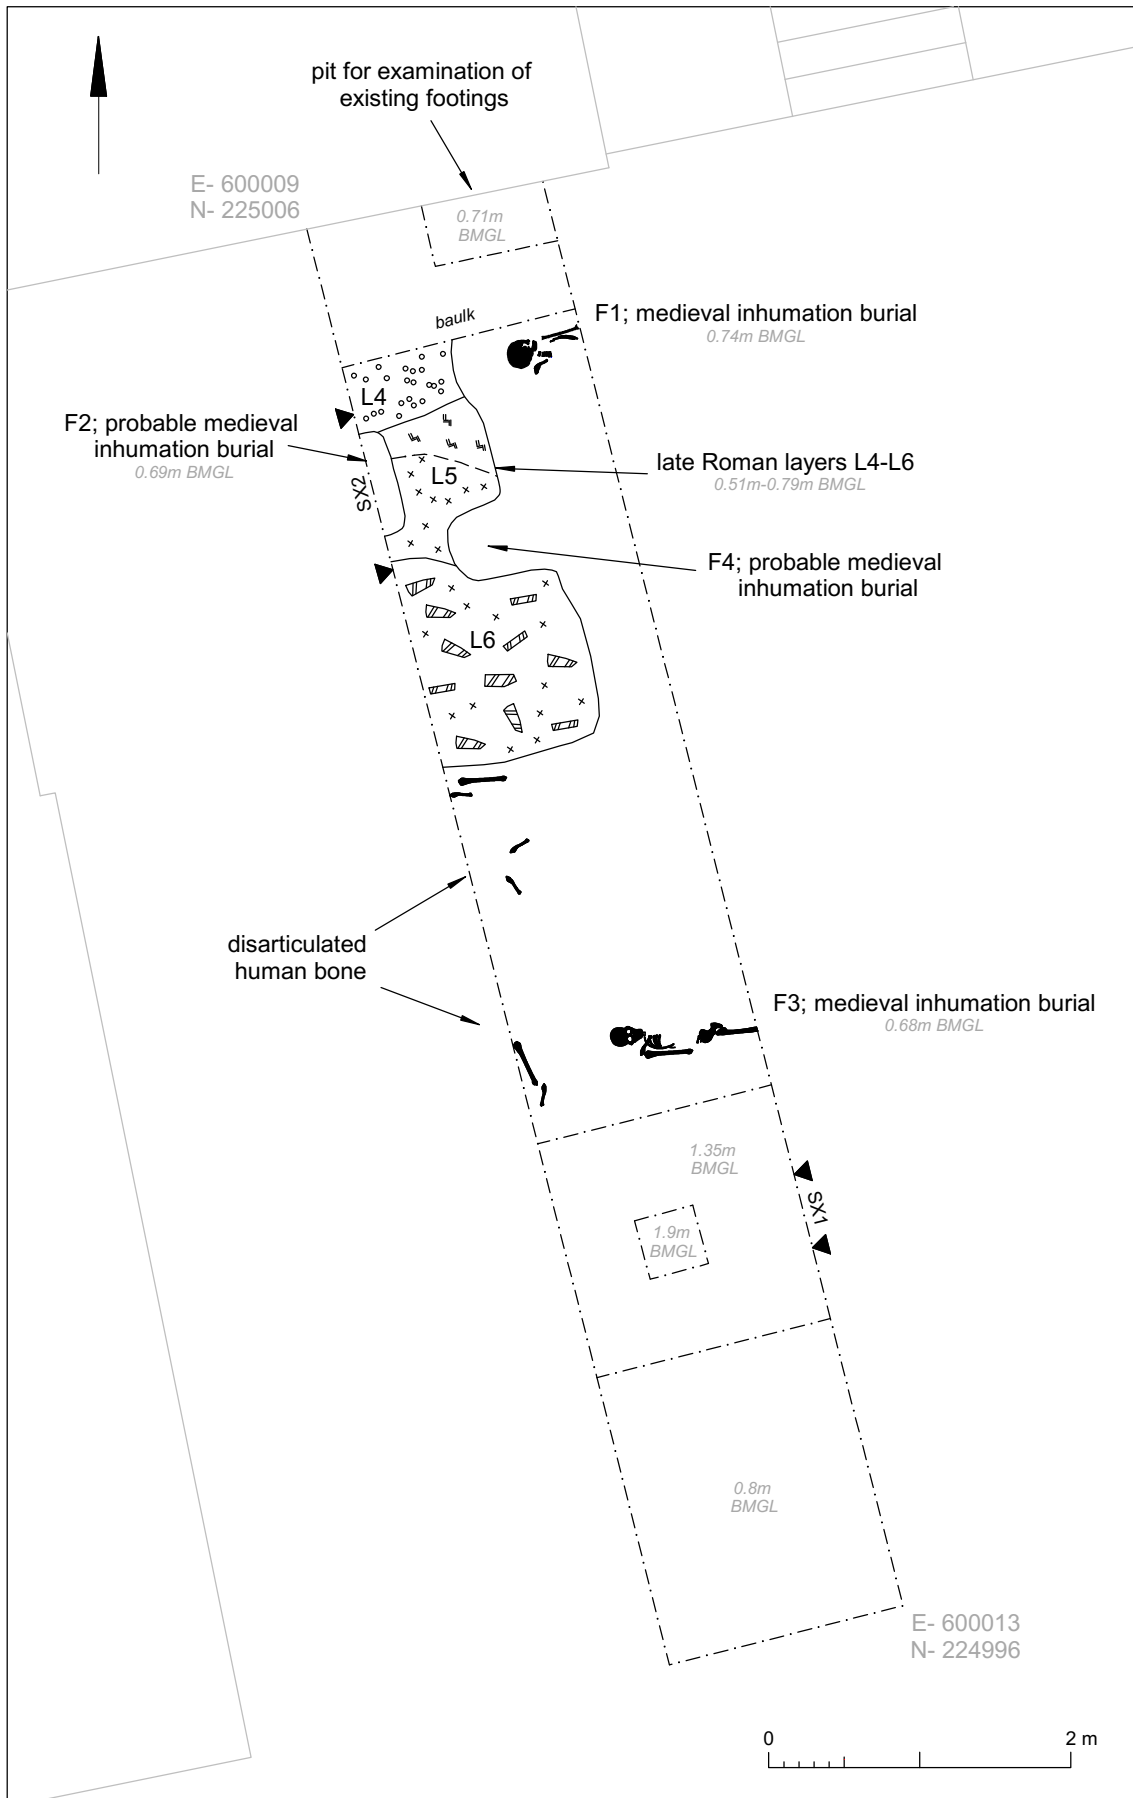 pit for examination of
existing footings
E- 600009
N- 225006
0.71m
BMGL
baulk
F1; medieval inhumation burial
0.74m BMGL
L4
F2; probable medieval
inhumation burial
0.69m BMGL
SX2
L5
late Roman layers L4-L6
0.51m-0.79m BMGL
F4; probable medieval
inhumation burial
L6
disarticulated
human bone
F3; medieval inhumation burial
0.68m BMGL
1.35m
BMGL
SX1
1.9m
BMGL
0.8m
BMGL
E- 600013
N- 224996
0 2 m